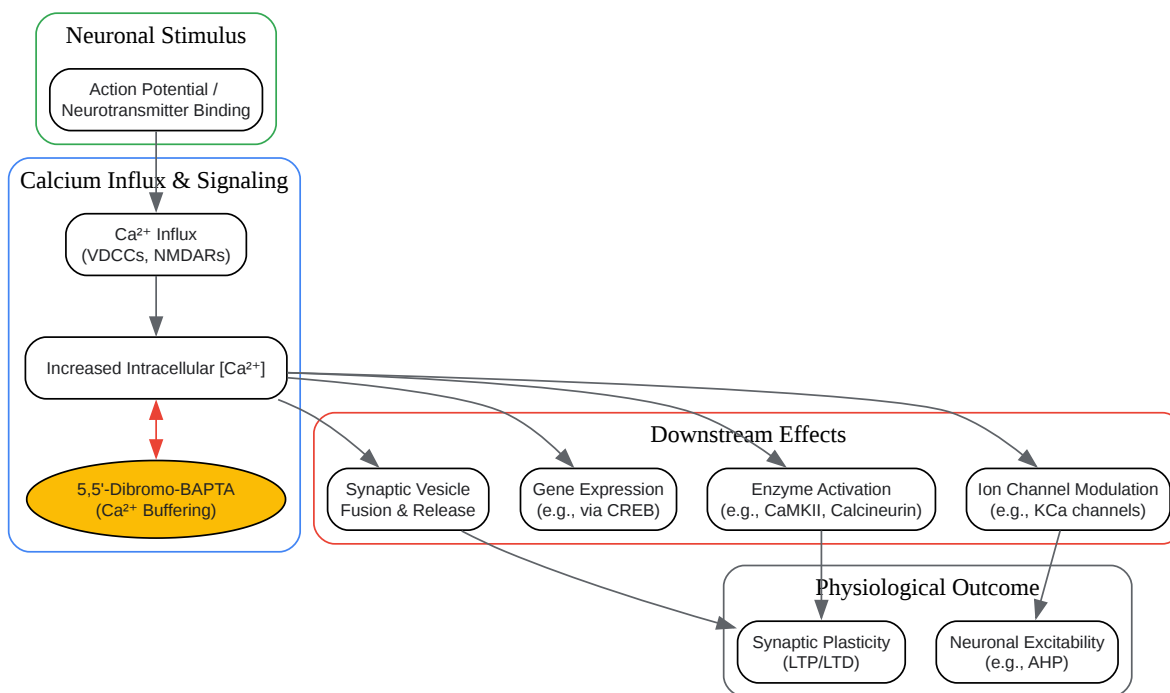 Neuronal Stimulus
Action Potential /
Neurotransmitter Binding
Calcium Influx & Signaling
Ca²⁺ Influx
(VDCCs, NMDARs)
Increased Intracellular [Ca²⁺]
5,5'-Dibromo-BAPTA
(Ca²⁺ Buffering)
Downstream Effects
Synaptic Vesicle
Fusion & Release
Gene Expression
(e.g., via CREB)
Enzyme Activation
(e.g., CaMKII, Calcineurin)
Ion Channel Modulation
(e.g., KCa channels)
Physiological Outcome
Synaptic Plasticity
(LTP/LTD)
Neuronal Excitability
(e.g., AHP)